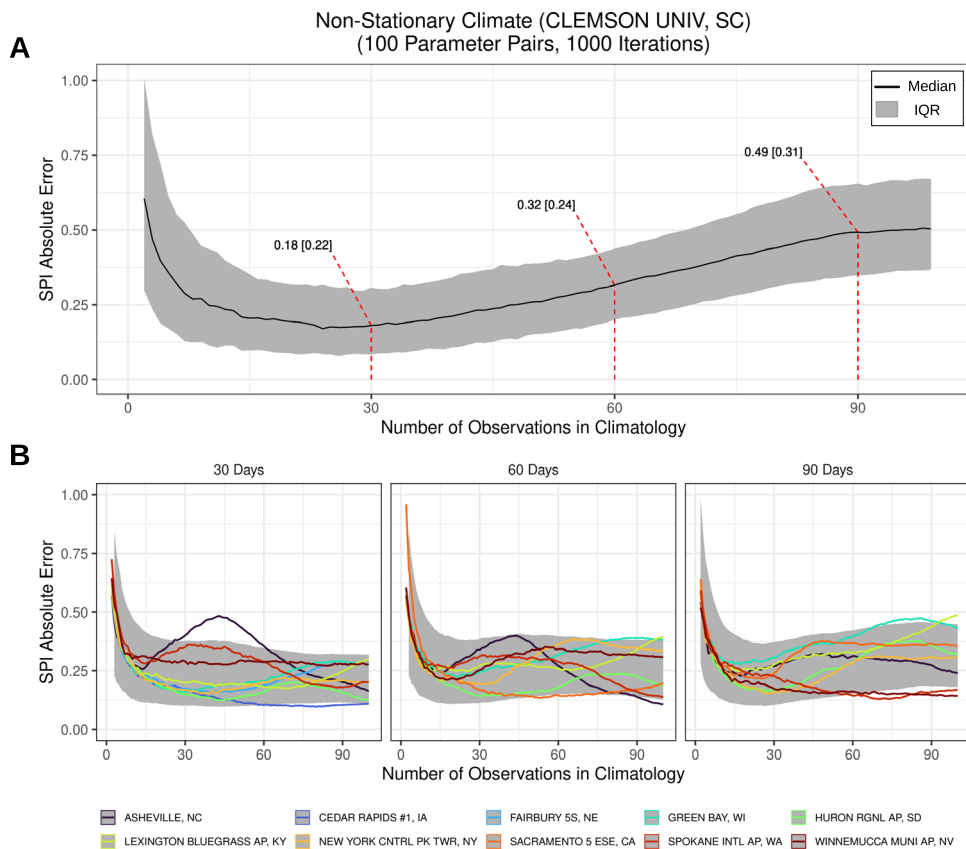 Non-Stationary Climate (CLEMSON UNIV, SC)
(100 Parameter Pairs, 1000 Iterations)
A
Median
IQR
SPI Absolute Error
1.00
0.75
0.50
0.25
0.00
0.18 [0.22]
0.32 [0.24]
0.49 [0.31]
0 30 60 90
Number of Observations in Climatology
B
30 Days 60 Days 90 Days
SPI Absolute Error
1.00
0.75
0.50
0.25
0.00
0 30 60 90 0 30 60 90 0 30 60 90
Number of Observations in Climatology
ASHEVILLE, NC CEDAR RAPIDS #1, IA FAIRBURY 5S, NE GREEN BAY, WI HURON RGNL AP, SD
LEXINGTON BLUEGRASS AP, KY NEW YORK CNTRL PK TWR, NY SACRAMENTO 5 ESE, CA SPOKANE INTL AP, WA WINNEMUCCA MUNI AP, NV